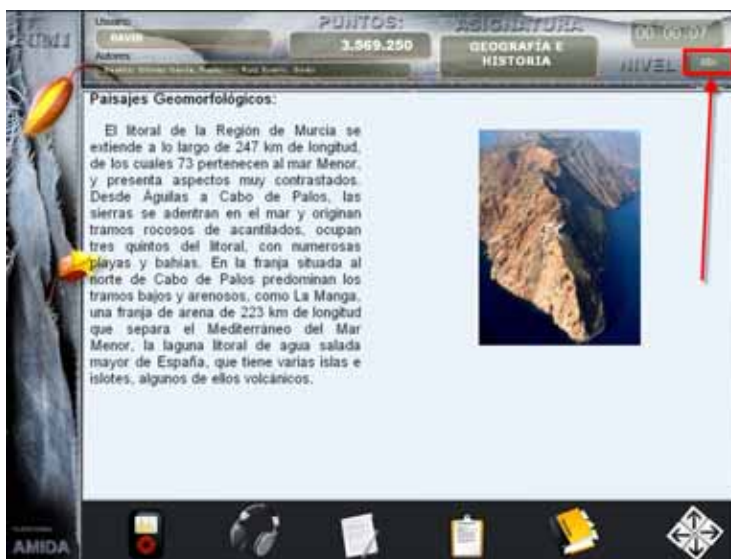 Usuario:
DAVID
Autores
PUNTOS:
3.569.250
ASIGNATURA
GEOGRAFÍA E
HISTORIA
00:00:07
NIVEL
Paisajes Geomorfológicos:
El litoral de la Región de Murcia se
extiende a lo largo de 247 km de longitud,
de los cuales 73 pertenecen al mar Menor,
y presenta aspectos muy contrastados.
Desde Águilas a Cabo de Palos, las
sierras se adentran en el mar y originan
tramos rocosos de acantilados, ocupan
tres quintos del litoral, con numerosas
playas y bahías. En la franja situada al
norte de Cabo de Palos predominan los
tramos bajos y arenosos, como La Manga,
una franja de arena de 223 km de longitud
que separa el Mediterráneo del Mar
Menor, la laguna litoral de agua salada
mayor de España, que tiene varias islas e
islotes, algunos de ellos volcánicos.
AMIDA